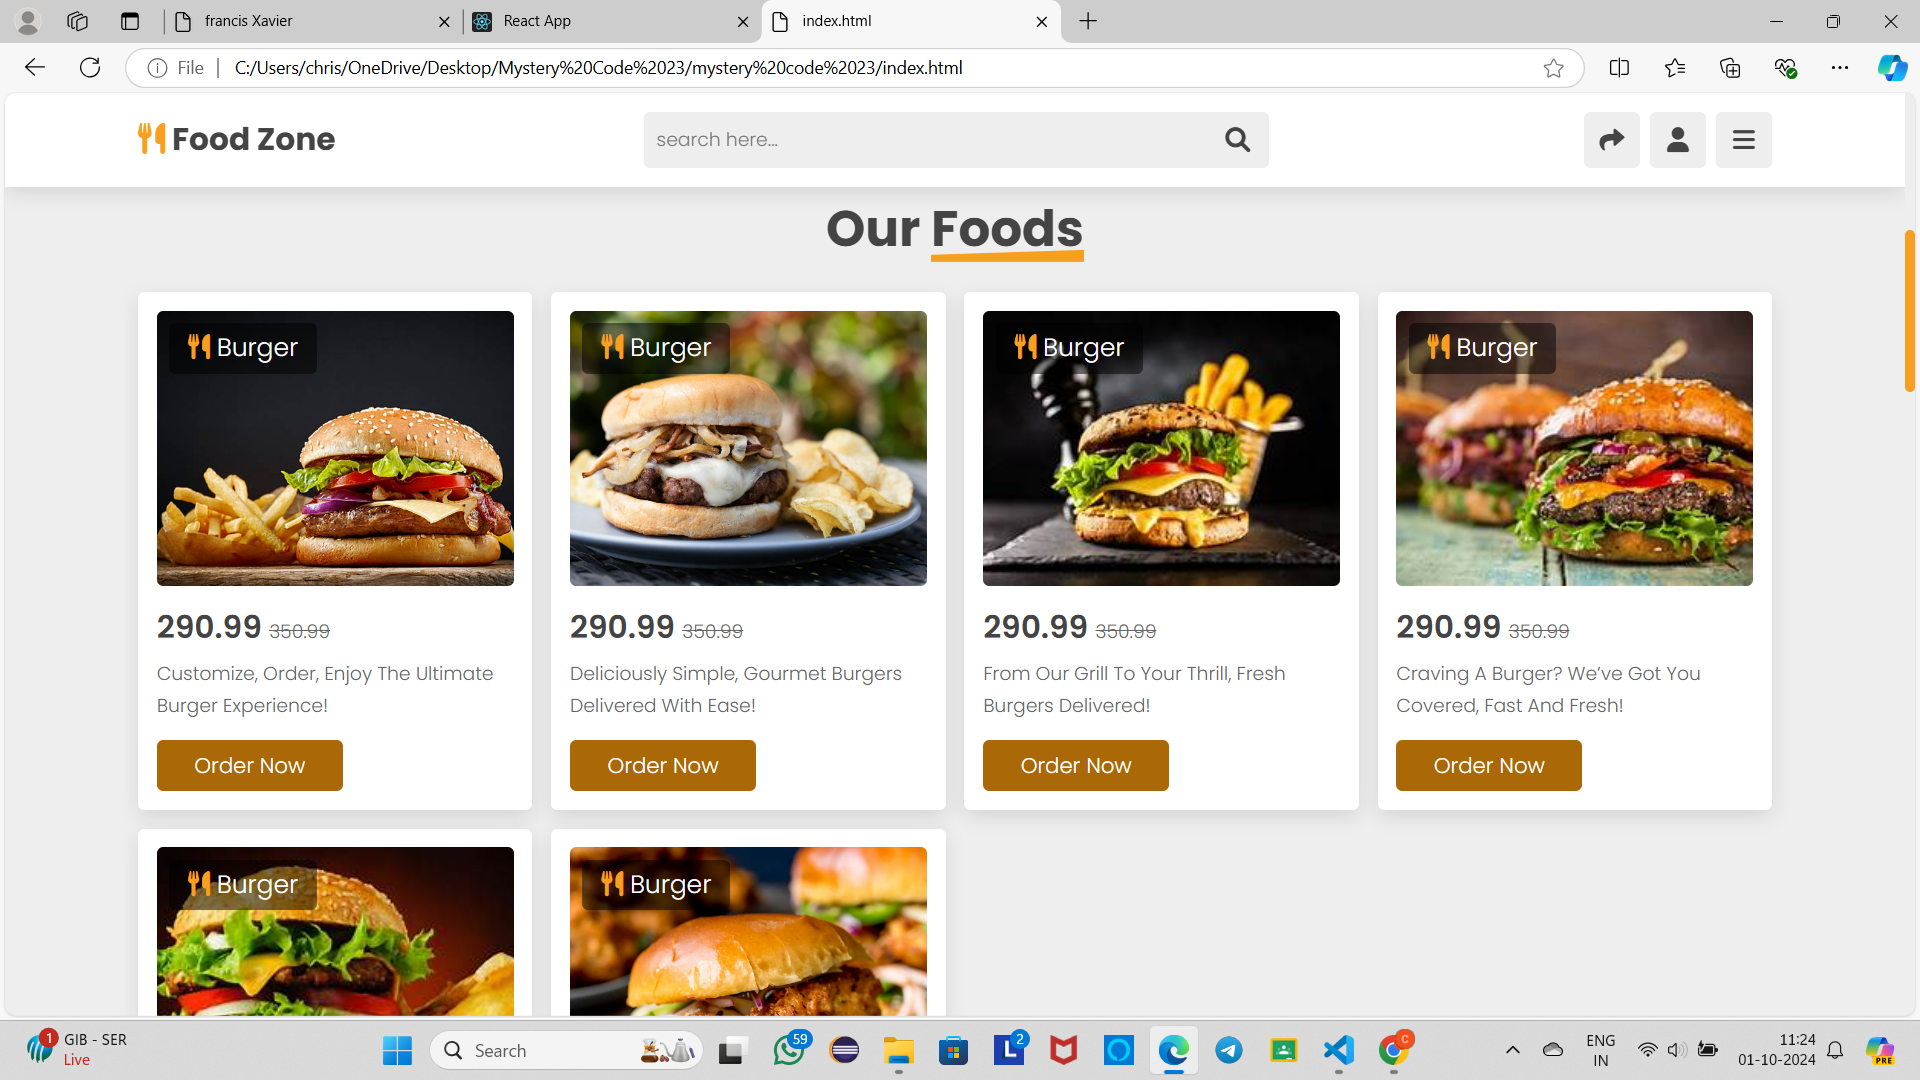 francis Xavier
React App
index.html
File
C:/Users/chris/OneDrive/Desktop/Mystery%20Code%2023/mystery%20code%2023/index.html
Food Zone
search here...
Our Foods
Burger
Burger
Burger
Burger
290.99 350.99
290.99 350.99
290.99 350.99
290.99 350.99
Customize, Order, Enjoy The Ultimate
Burger Experience!
Deliciously Simple, Gourmet Burgers
Delivered With Ease!
From Our Grill To Your Thrill, Fresh
Burgers Delivered!
Craving A Burger? We’ve Got You
Covered, Fast And Fresh!
Order Now
Order Now
Order Now
Order Now
Burger
Burger
1
GIB - SER
Live
Search
59
L
2
C
ENG
IN
11:24
01-10-2024
PRE